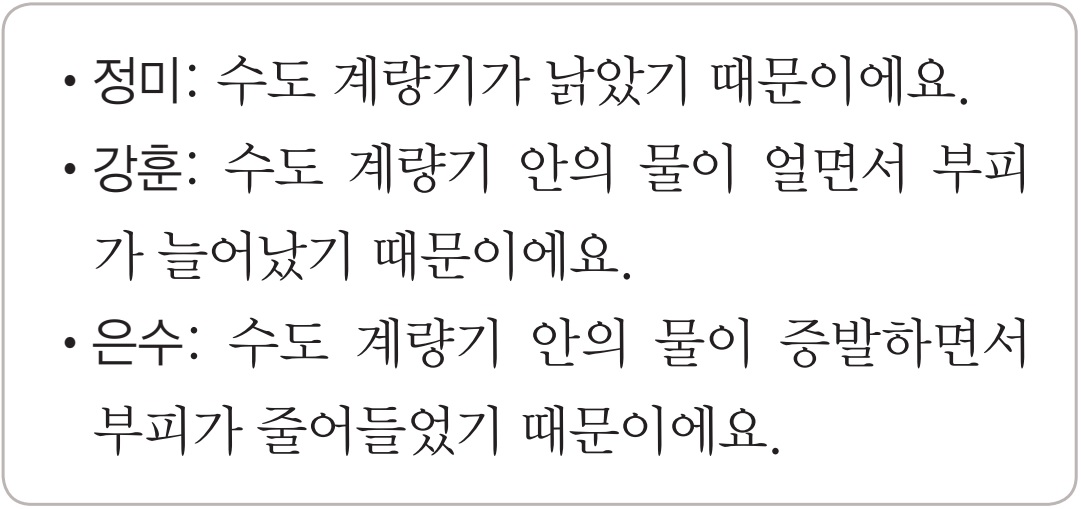 • 정미: 수도 계량기가 낡았기 때문이에요.
• 강훈: 수도 계량기 안의 물이 얼면서 부피
가 늘어났기 때문이에요.
• 은수: 수도 계량기 안의 물이 증발하면서
부피가 줄어들었기 때문이에요.